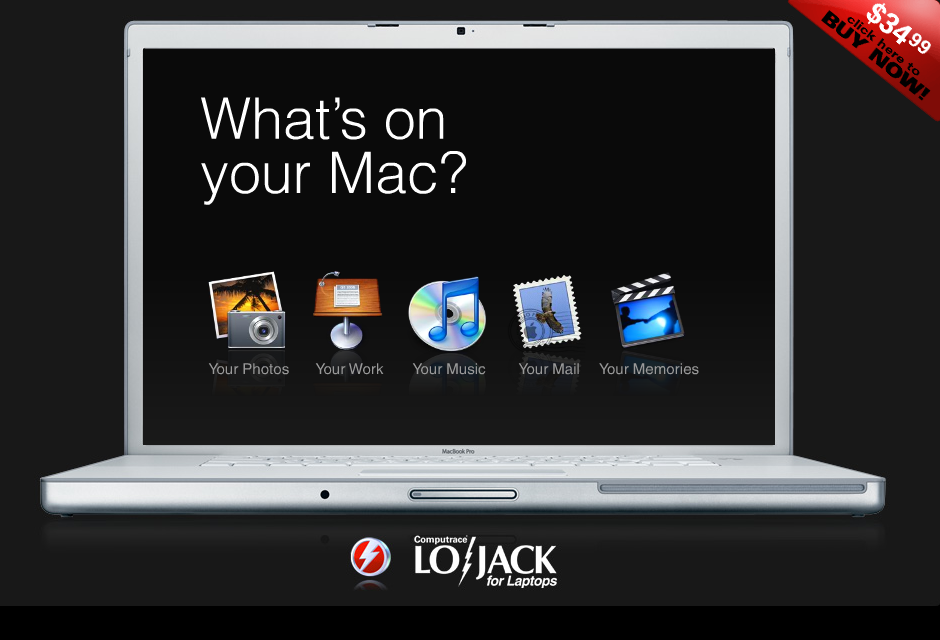 $34.99
click here to
BUY NOW!
What's on
your Mac?
Your Photos
Your Work
Your Music
Your Mail
Your Memories
MacBook Pro
Computrace
LOJACK
for Laptops